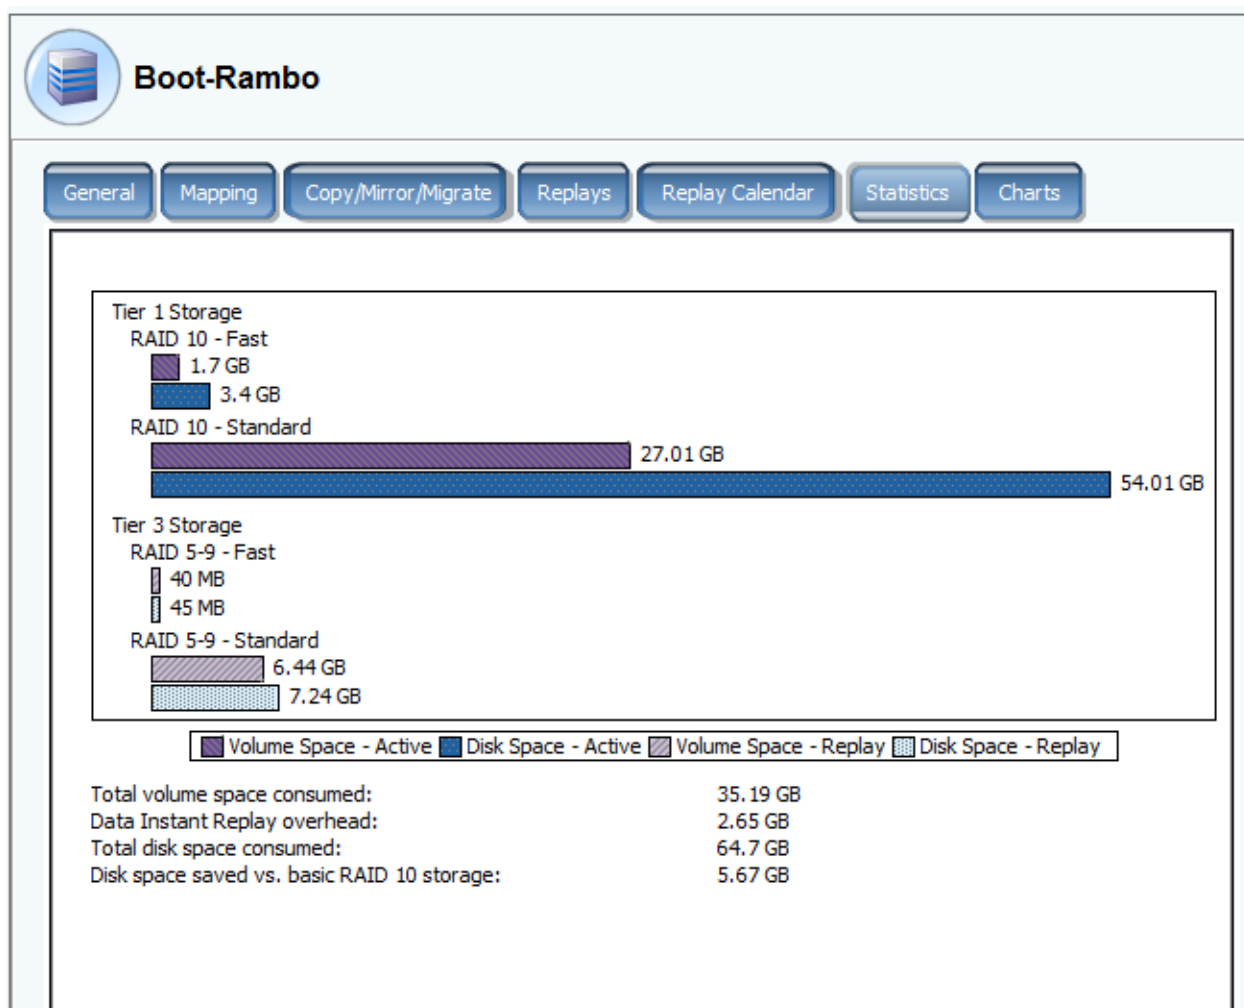 Boot-Rambo
General Mapping Copy/Mirror/Migrate Replays Replay Calendar Statistics Charts
Tier 1 Storage
RAID 10 - Fast
1.7 GB
3.4 GB
RAID 10 - Standard
27.01 GB
54.01 GB
Tier 3 Storage
RAID 5-9 - Fast
40 MB
45 MB
RAID 5-9 - Standard
6.44 GB
7.24 GB
Volume Space - Active Disk Space - Active Volume Space - Replay Disk Space - Replay
Total volume space consumed: 35.19 GB
Data Instant Replay overhead: 2.65 GB
Total disk space consumed: 64.7 GB
Disk space saved vs. basic RAID 10 storage: 5.67 GB